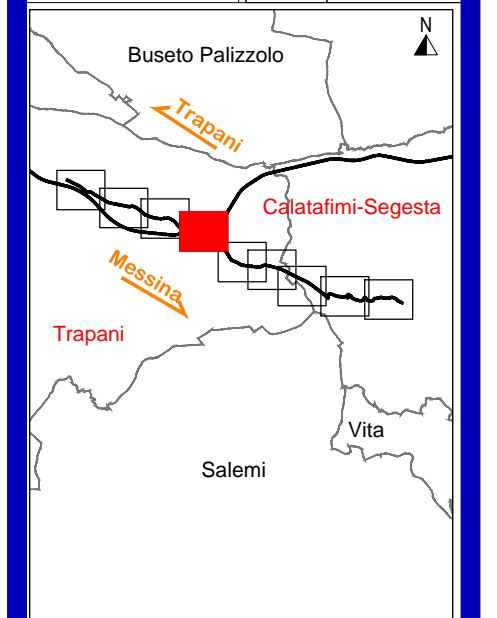 N
Buseto Palizzolo
Trapani
Calatafimi-Segesta
Messina
Trapani
Vita
Salemi